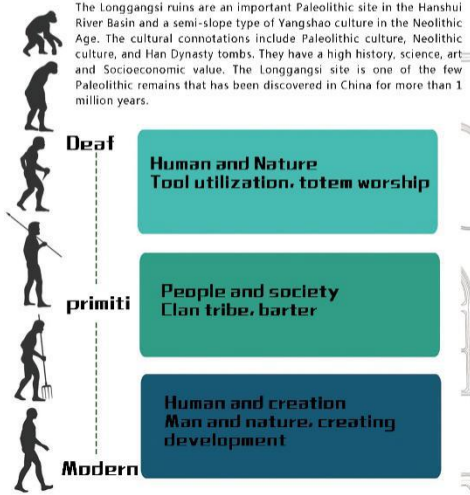 The Longgangsi ruins are an important Paleolithic site in the Hanshui
River Basin and a semi-slope type of Yangshao culture in the Neolithic
Age. The cultural connotations include Paleolithic culture, Neolithic
culture, and Han Dynasty tombs. They have a high history, science, art
and Socioeconomic value. The Longgangsi site is one of the few
Paleolithic remains that has been discovered in China for more than 1
million years.
Deaf
Human and Nature
Tool utilization, totem worship
People and society
Clan tribe, barter
primiti
Human and creation
Man and nature, creating
development
Modern